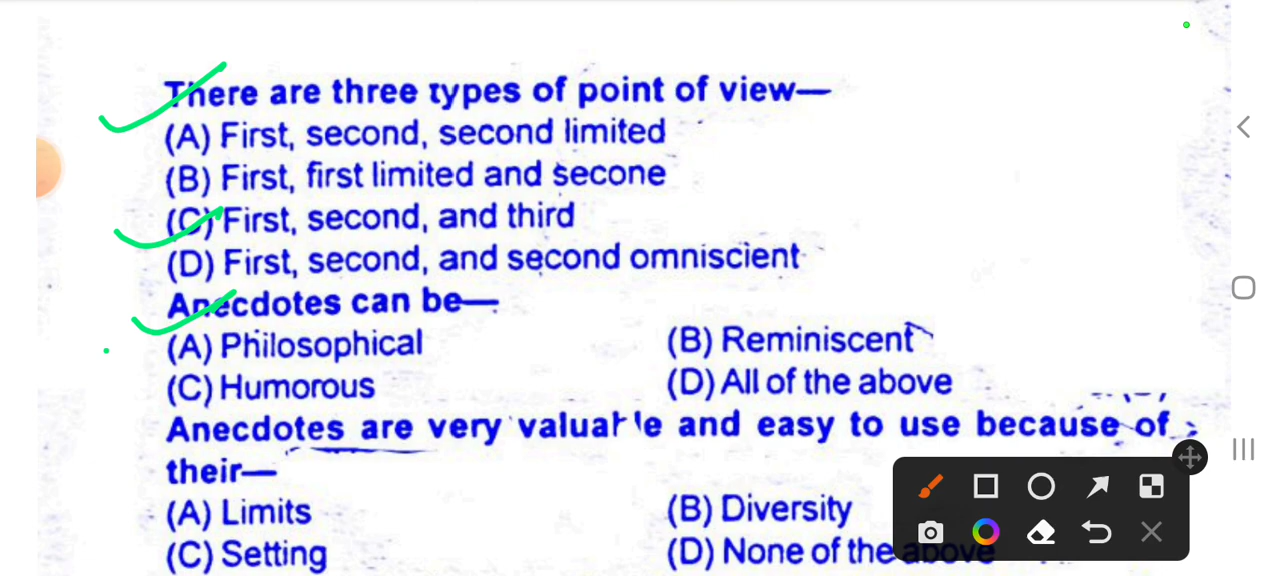 There are three types of point of view—
(A) First, second, second limited
(B) First, first limited and secone
(C) First, second, and third
(D) First, second, and second omniscient
Anecdotes can be—
(A) Philosophical (B) Reminiscent
(C) Humorous (D) All of the above
Anecdotes are very and easy to use because of
their—
(A) Limits (B) Diversity
(C) Setting (D) None of the above